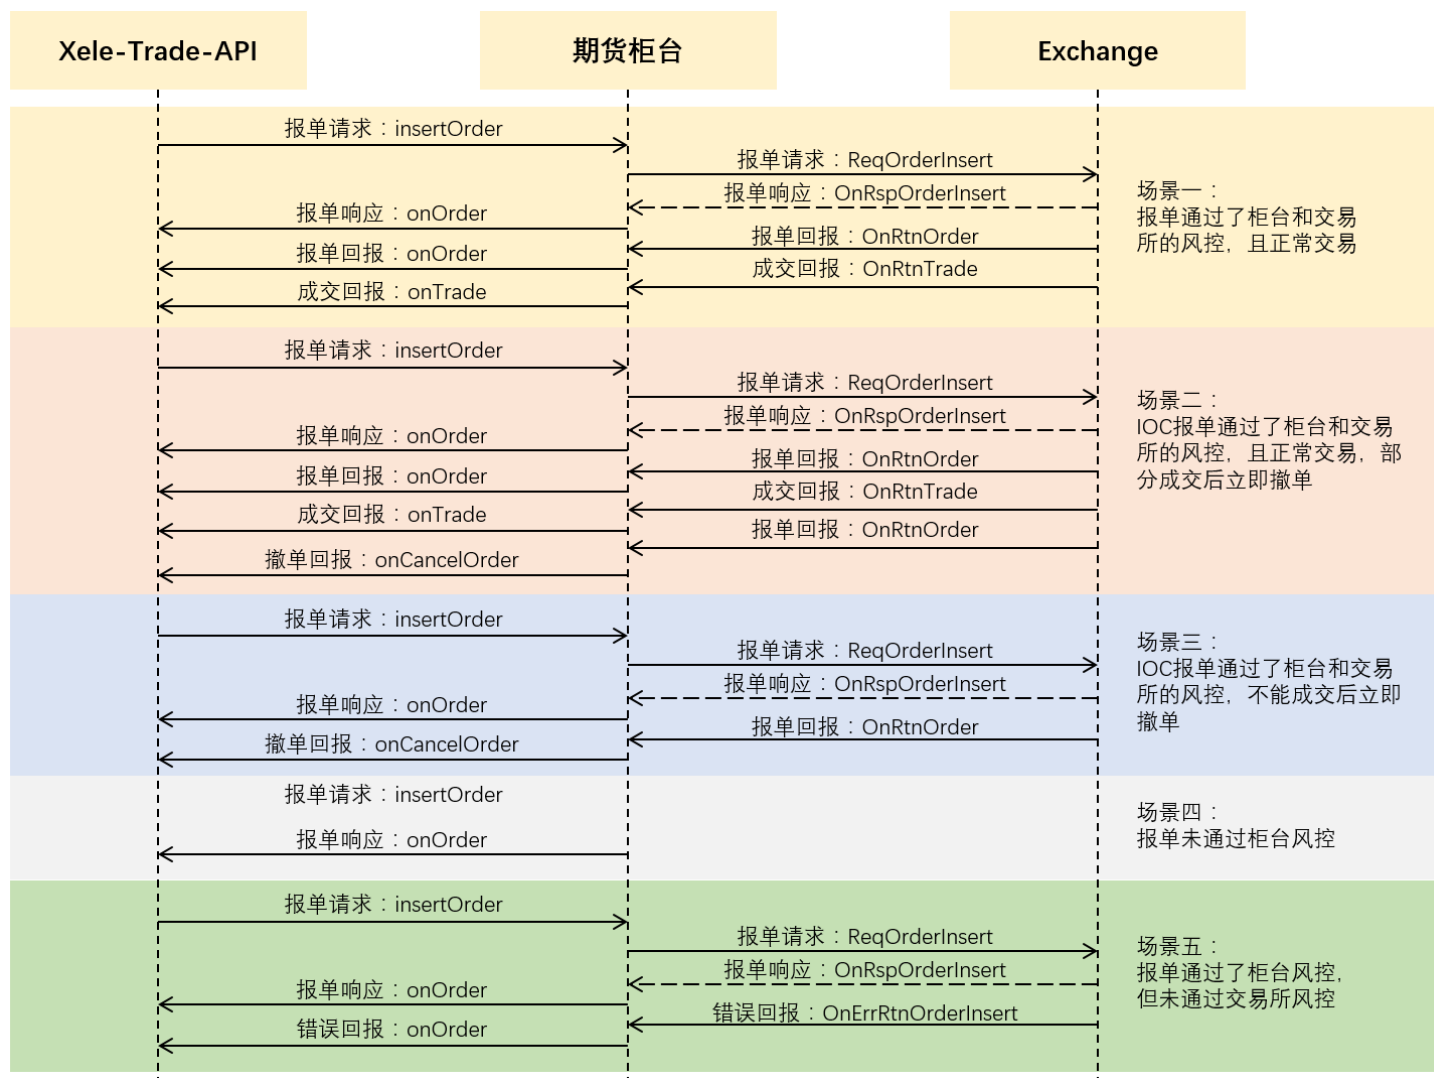 Xele-Trade-API
期货柜台
Exchange
报单请求：insertOrder
报单请求：ReqOrderInsert
报单响应：OnRspOrderInsert
报单响应：onOrder
报单回报：OnRtnOrder
报单回报：onOrder
成交回报：OnRtnTrade
成交回报：onTrade
场景一：
报单通过了柜台和交易
所的风控，且正常交易
报单请求：insertOrder
报单请求：ReqOrderInsert
报单响应：OnRspOrderInsert
报单响应：onOrder
报单回报：OnRtnOrder
报单回报：onOrder
成交回报：OnRtnTrade
成交回报：onTrade
报单回报：OnRtnOrder
撤单回报：onCancelOrder
场景二：
IOC报单通过了柜台和交易
所的风控，且正常交易，部
分成交后立即撤单
报单请求：insertOrder
报单请求：ReqOrderInsert
报单响应：OnRspOrderInsert
报单响应：onOrder
报单回报：OnRtnOrder
撤单回报：onCancelOrder
场景三：
IOC报单通过了柜台和交易
所的风控，不能成交后立即
撤单
报单请求：insertOrder
报单响应：onOrder
场景四：
报单未通过柜台风控
报单请求：insertOrder
报单请求：ReqOrderInsert
报单响应：OnRspOrderInsert
报单响应：onOrder
错误回报：OnErrRtnOrderInsert
错误回报：onOrder
场景五：
报单通过了柜台风控，
但未通过交易所风控